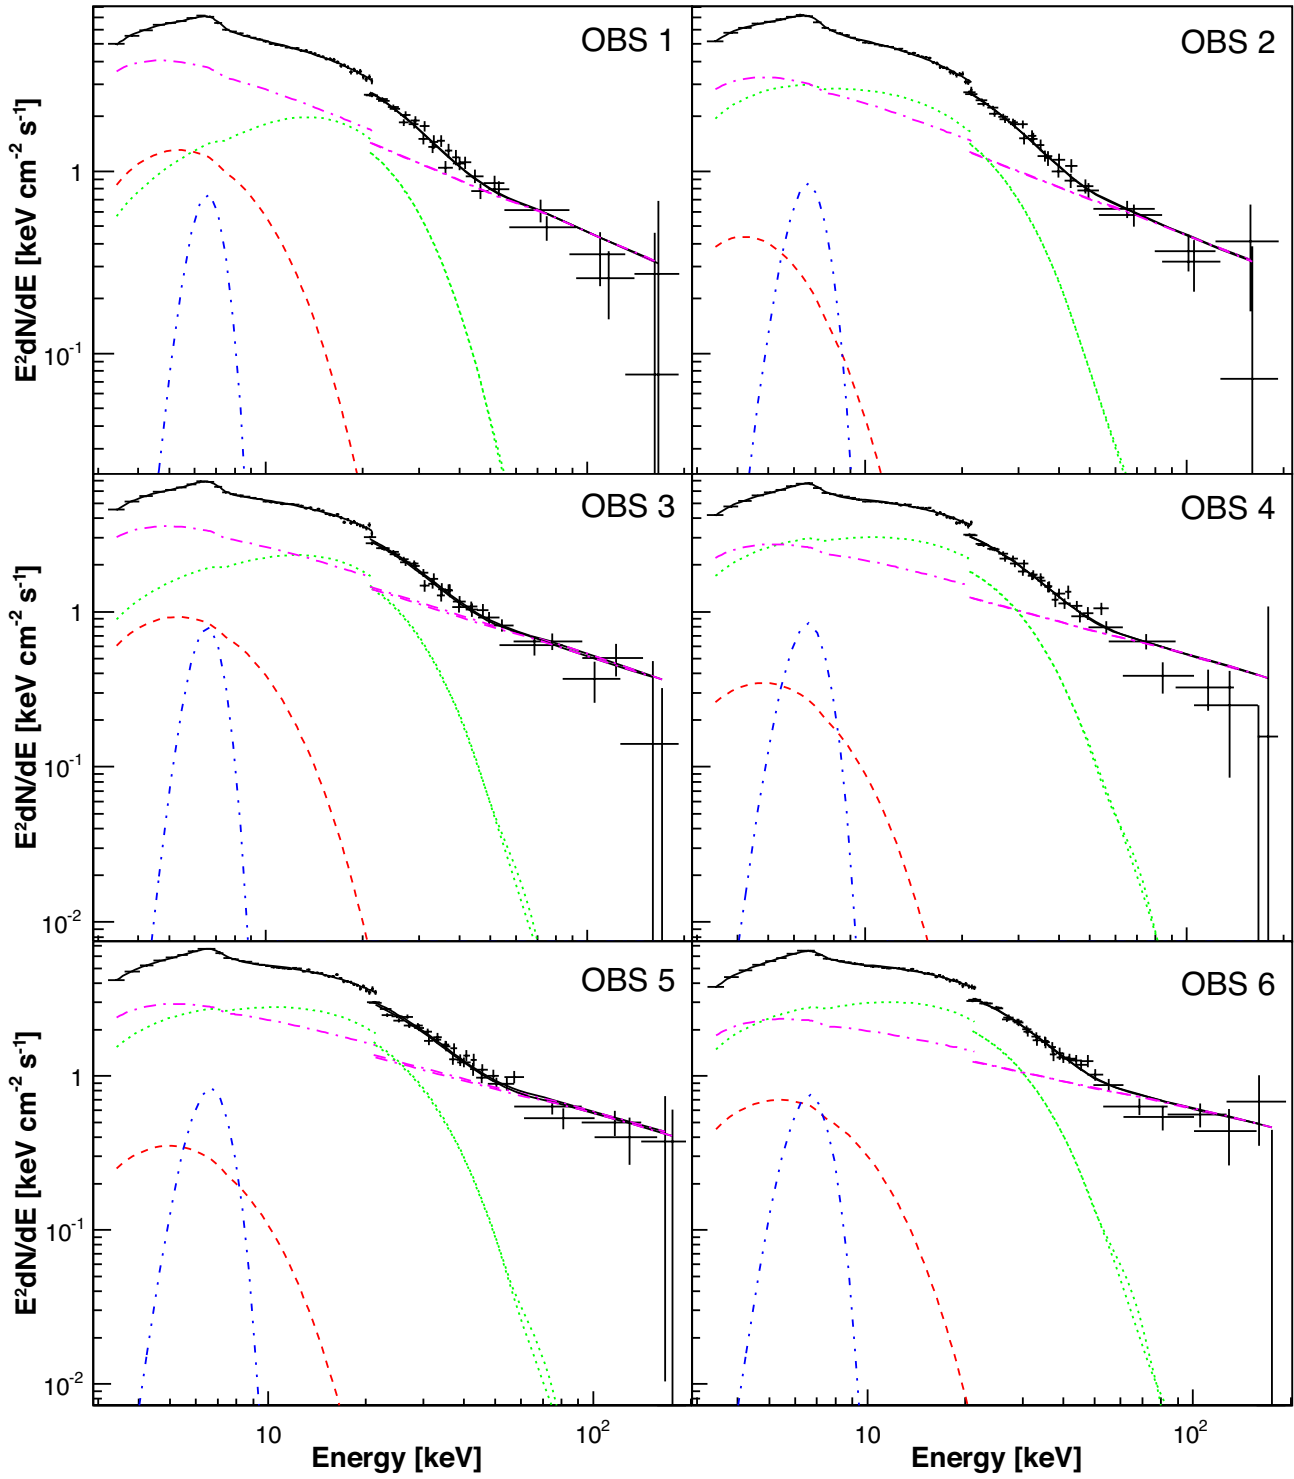 OBS 1
OBS 2
E²dN/dE [keV cm⁻² s⁻¹]
1
10⁻¹
OBS 3
OBS 4
E²dN/dE [keV cm⁻² s⁻¹]
1
10⁻¹
10⁻²
OBS 5
OBS 6
E²dN/dE [keV cm⁻² s⁻¹]
1
10⁻¹
10⁻²
10
10²
10
10²
Energy [keV]
Energy [keV]